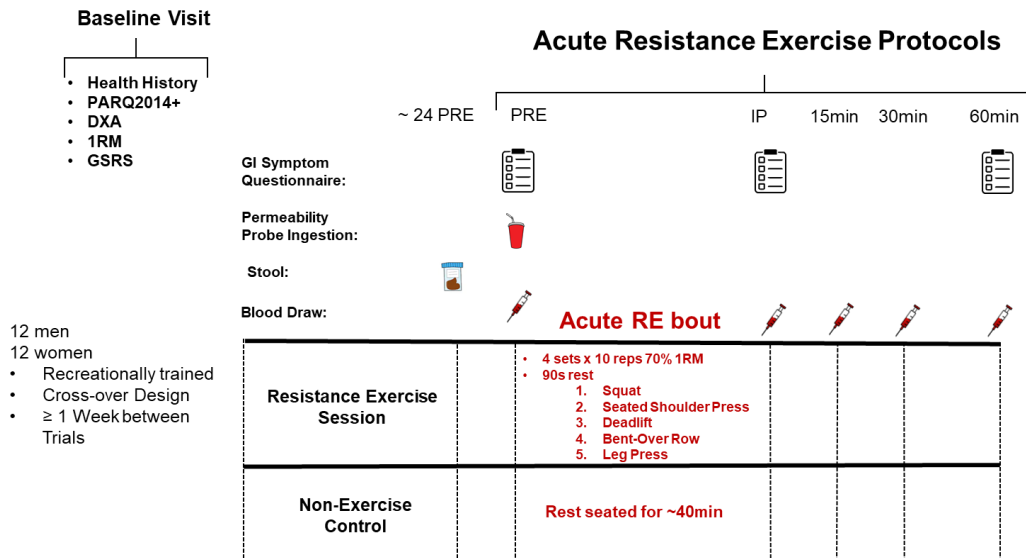 Baseline Visit
• Health History
• PARQ2014+
• DXA
• 1RM
• GSRS
Acute Resistance Exercise Protocols
~ 24 PRE PRE IP 15min 30min 60min
GI Symptom
Questionnaire:
Permeability
Probe Ingestion:
Stool:
Blood Draw:
Acute RE bout
12 men
12 women
• Recreationally trained
• Cross-over Design
• ≥ 1 Week between
Trials
Resistance Exercise
Session
• 4 sets x 10 reps 70% 1RM
• 90s rest
1. Squat
2. Seated Shoulder Press
3. Deadlift
4. Bent-Over Row
5. Leg Press
Non-Exercise
Control
Rest seated for ~40min